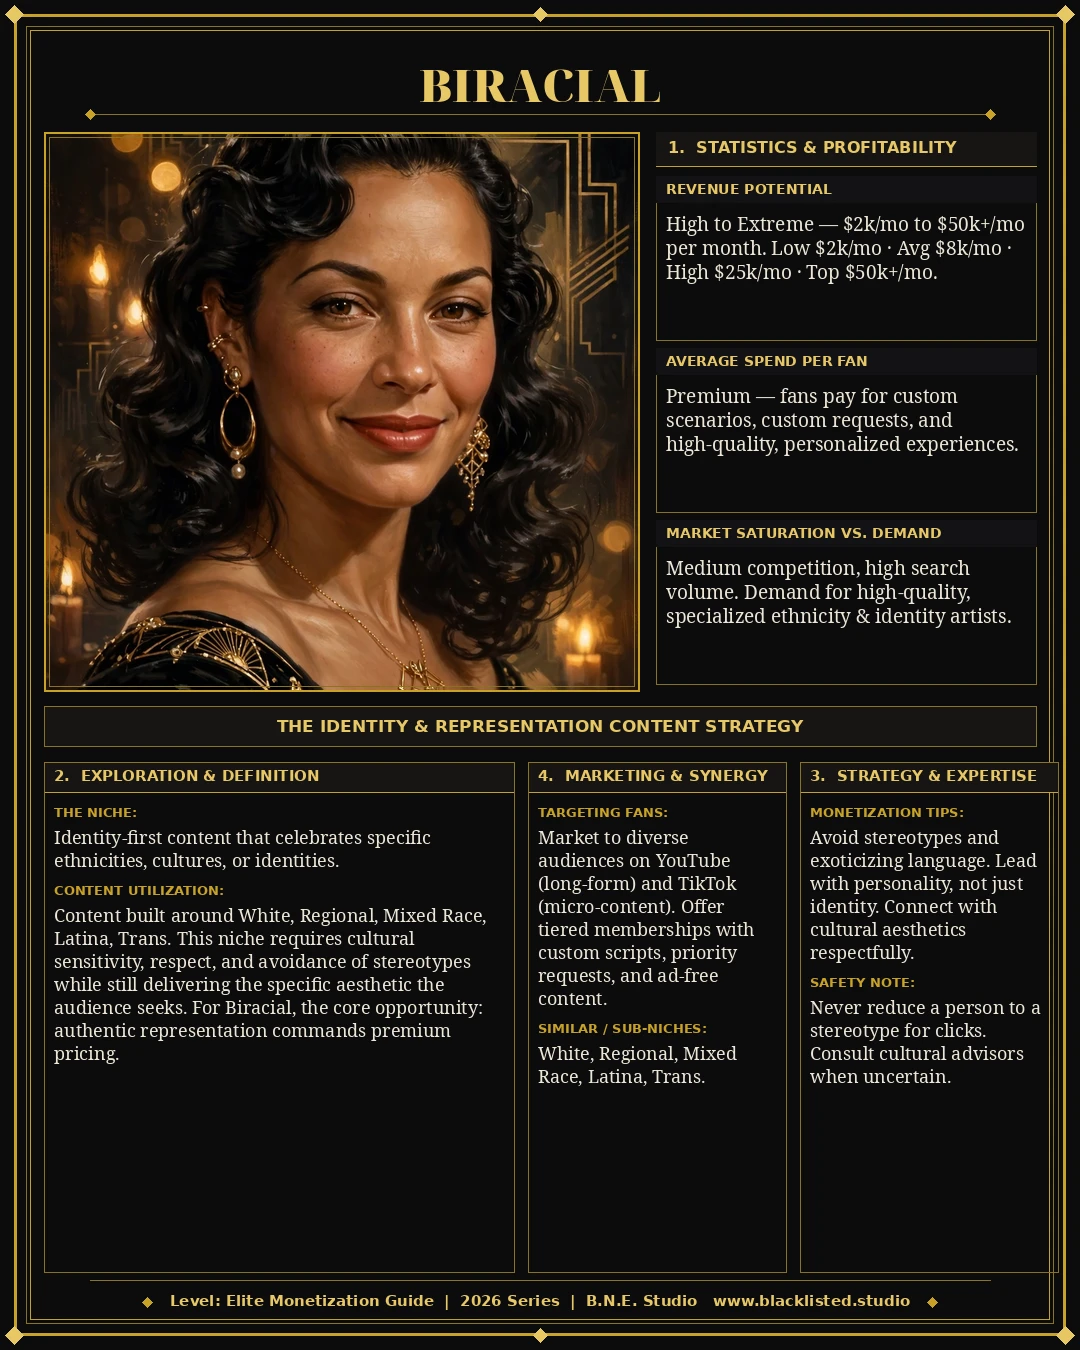 BIRACIAL
1. STATISTICS & PROFITABILITY
REVENUE POTENTIAL
High to Extreme — $2k/mo to $50k+/mo
per month. Low $2k/mo · Avg $8k/mo ·
High $25k/mo · Top $50k+/mo.
AVERAGE SPEND PER FAN
Premium — fans pay for custom
scenarios, custom requests, and
high-quality, personalized experiences.
MARKET SATURATION VS. DEMAND
Medium competition, high search
volume. Demand for high-quality,
specialized ethnicity & identity artists.
THE IDENTITY & REPRESENTATION CONTENT STRATEGY
2. EXPLORATION & DEFINITION
THE NICHE:
Identity-first content that celebrates specific
ethnicities, cultures, or identities.
CONTENT UTILIZATION:
Content built around White, Regional, Mixed Race,
Latina, Trans. This niche requires cultural
sensitivity, respect, and avoidance of stereotypes
while still delivering the specific aesthetic the
audience seeks. For Biracial, the core opportunity:
authentic representation commands premium
pricing.
4. MARKETING & SYNERGY
TARGETING FANS:
Market to diverse
audiences on YouTube
(long-form) and TikTok
(micro-content). Offer
tiered memberships with
custom scripts, priority
requests, and ad-free
content.
SIMILAR / SUB-NICHES:
White, Regional, Mixed
Race, Latina, Trans.
3. STRATEGY & EXPERTISE
MONETIZATION TIPS:
Avoid stereotypes and
exoticizing language. Lead
with personality, not just
identity. Connect with
cultural aesthetics
respectfully.
SAFETY NOTE:
Never reduce a person to a
stereotype for clicks.
Consult cultural advisors
when uncertain.
Level: Elite Monetization Guide | 2026 Series | B.N.E. Studio www.blacklisted.studio